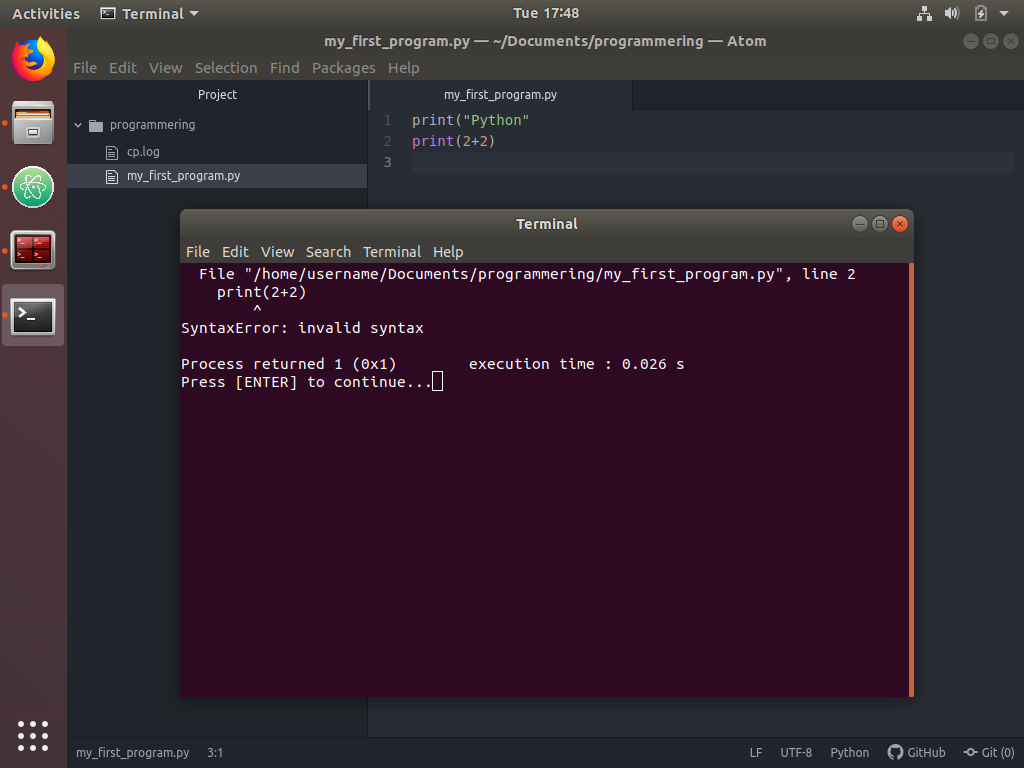 Activities Terminal Tue 17:48
my_first_program.py — ~/Documents/programmering — Atom
File Edit View Selection Find Packages Help
Project
programmering
cp.log
my_first_program.py
my_first_program.py
1 print("Python"
2 print(2+2)
3
Terminal
File Edit View Search Terminal Help
  File "/home/username/Documents/programmering/my_first_program.py", line 2
    print(2+2)
        ^
SyntaxError: invalid syntax
Process returned 1 (0x1)        execution time : 0.026 s
Press [ENTER] to continue...
my_first_program.py 3:1 LF UTF-8 Python GitHub Git (0)